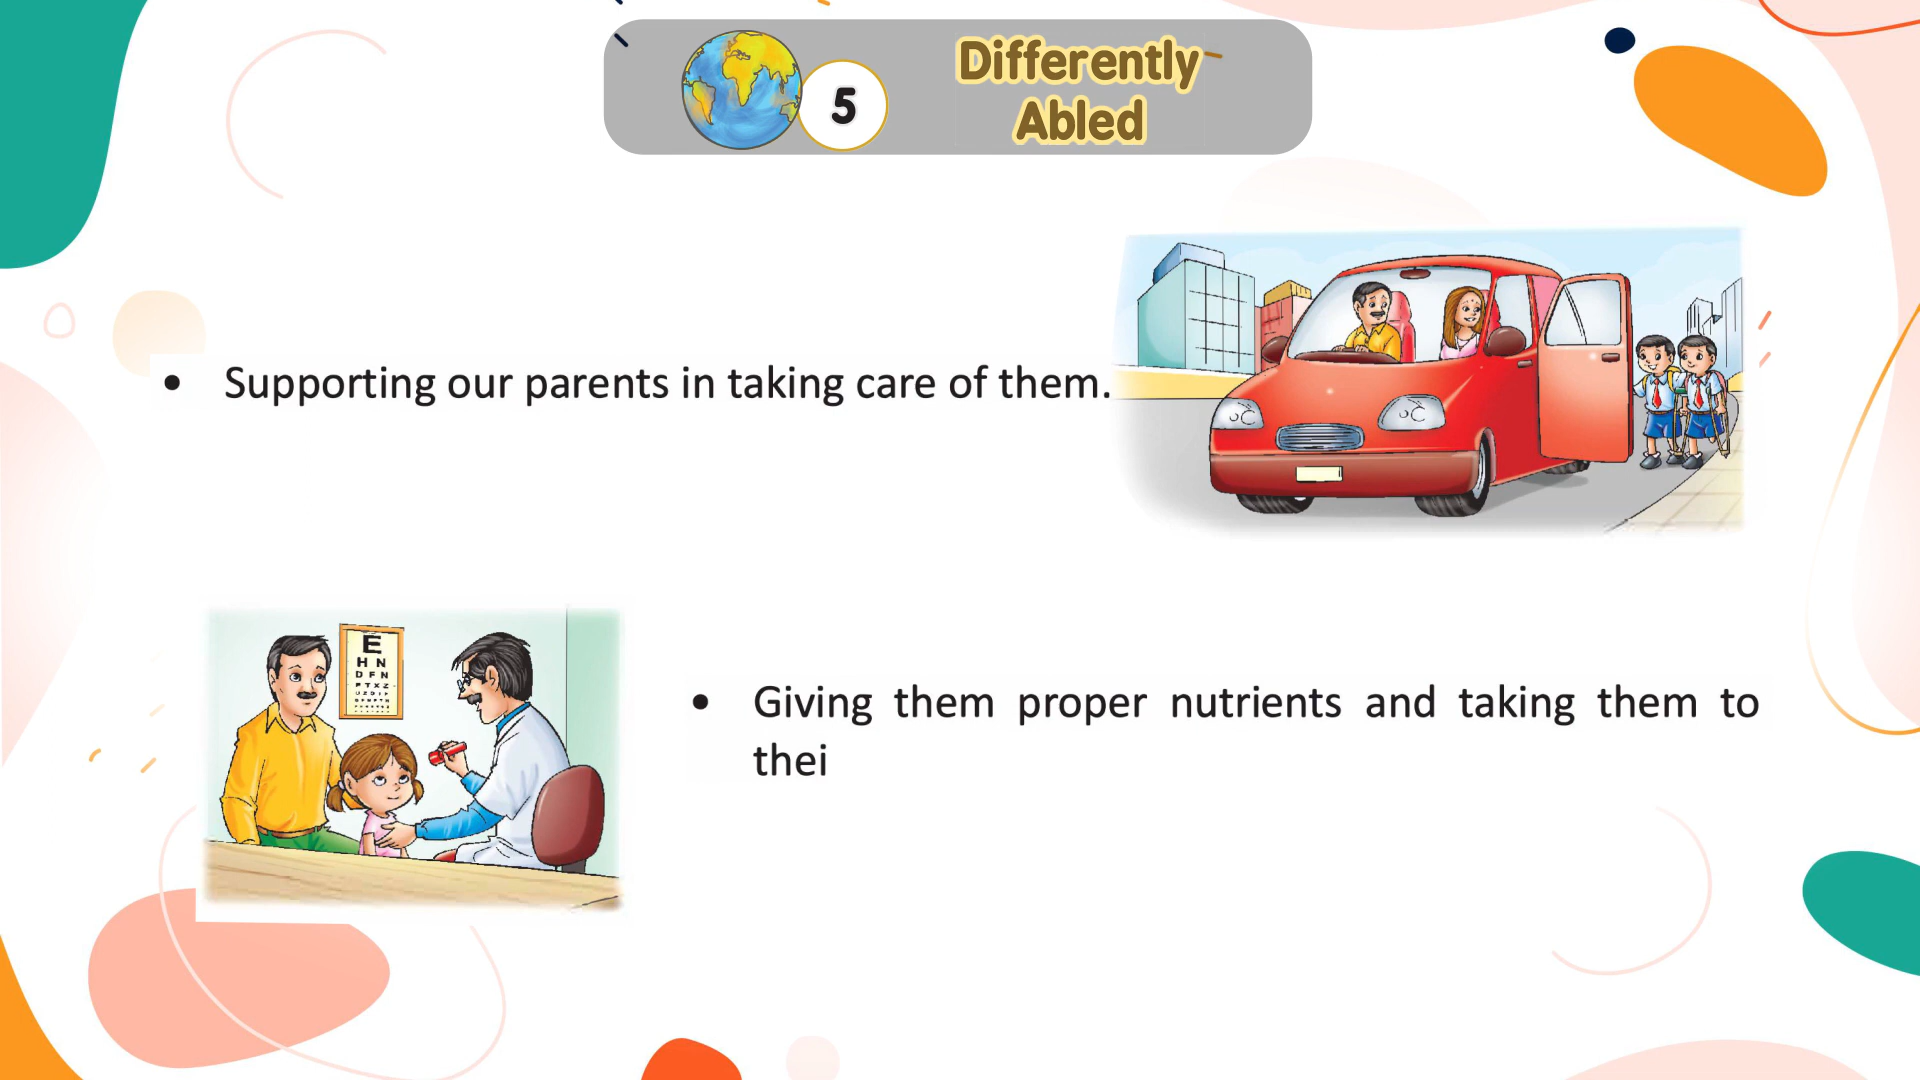 5
Differently
Abled
• Supporting our parents in taking care of them.
E
H N
D F N
P T X Z
• Giving them proper nutrients and taking them to
thei